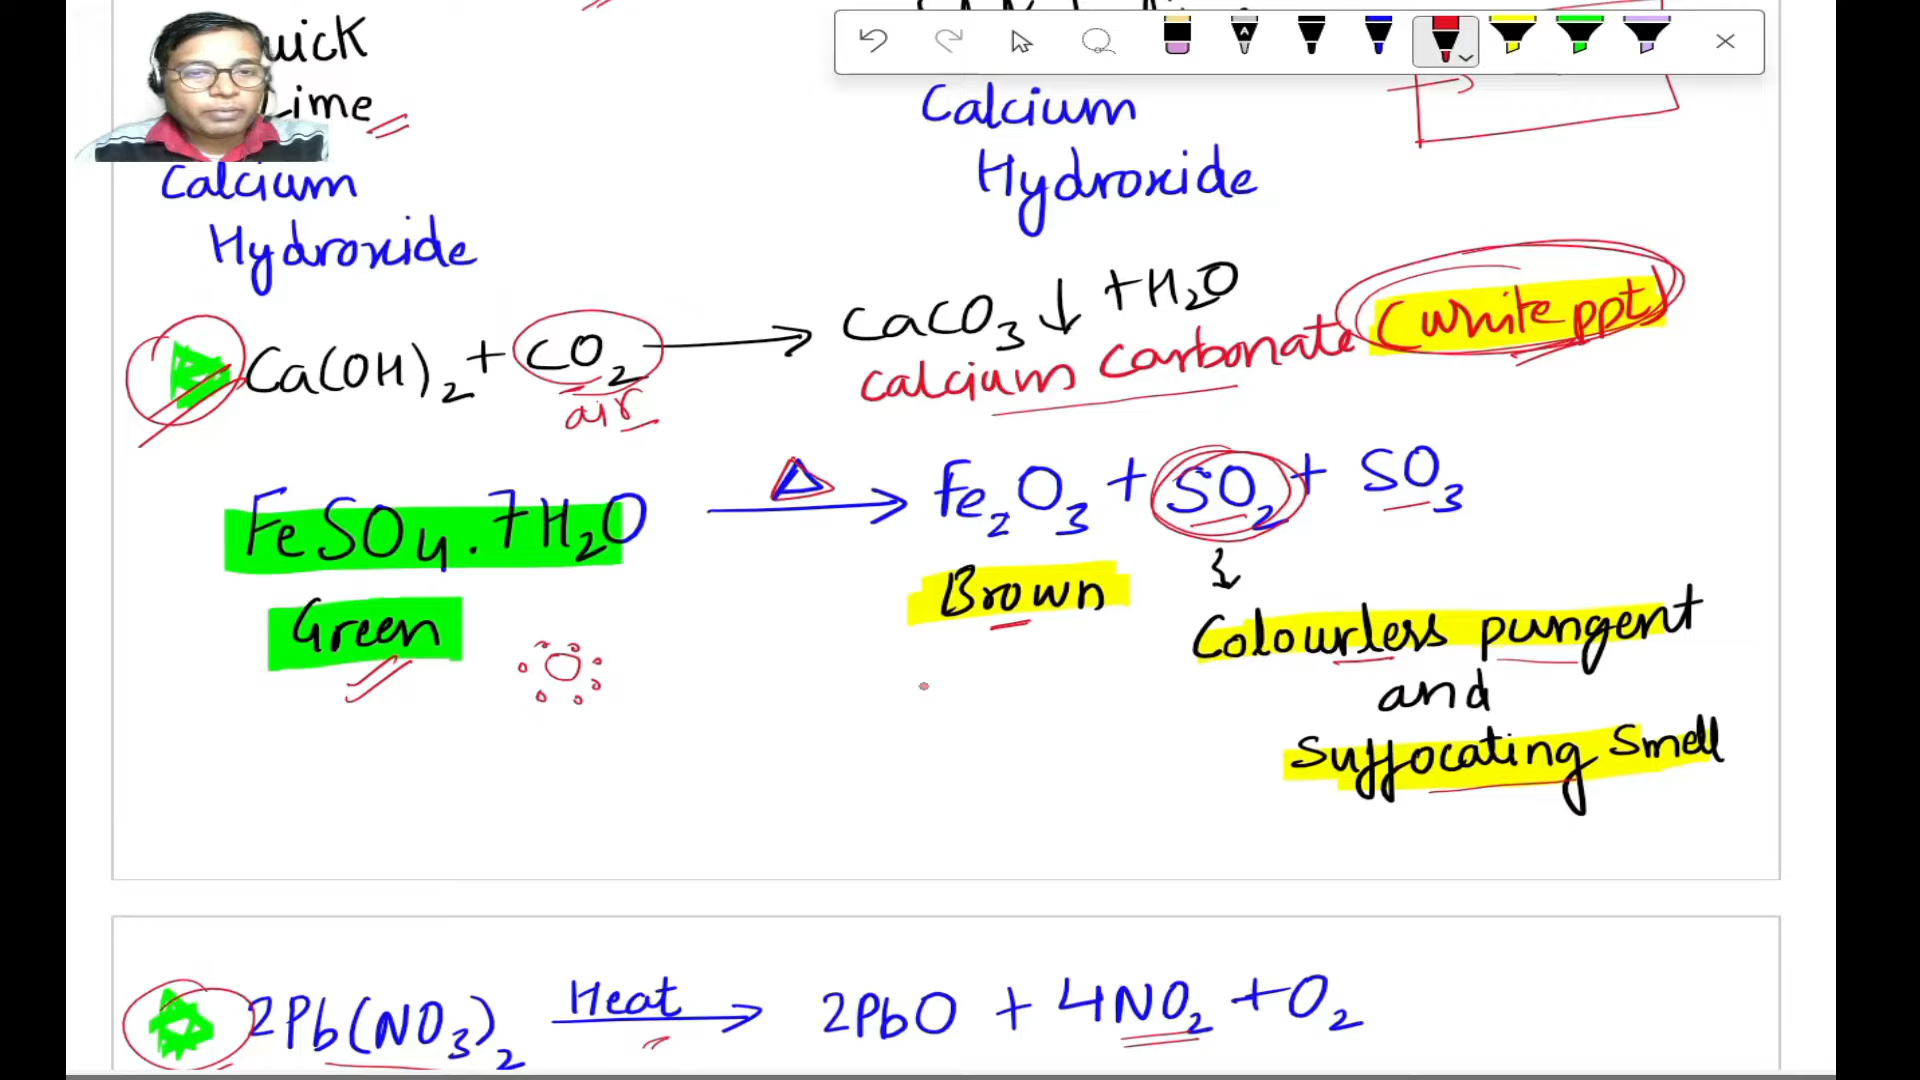 uick
Lime
Calcium
Hydroxide
Calcium
Hydroxide
Ca(OH)2 + CO2 → CaCO3↓ + H2O
air
calcium carbonate (white ppt)
FeSO4.7H2O △→ Fe2O3 + SO2 + SO3
Green
Brown
Colourless pungent
and
Suffocating Smell
2Pb(NO3)2 Heat→ 2PbO + 4NO2 + O2